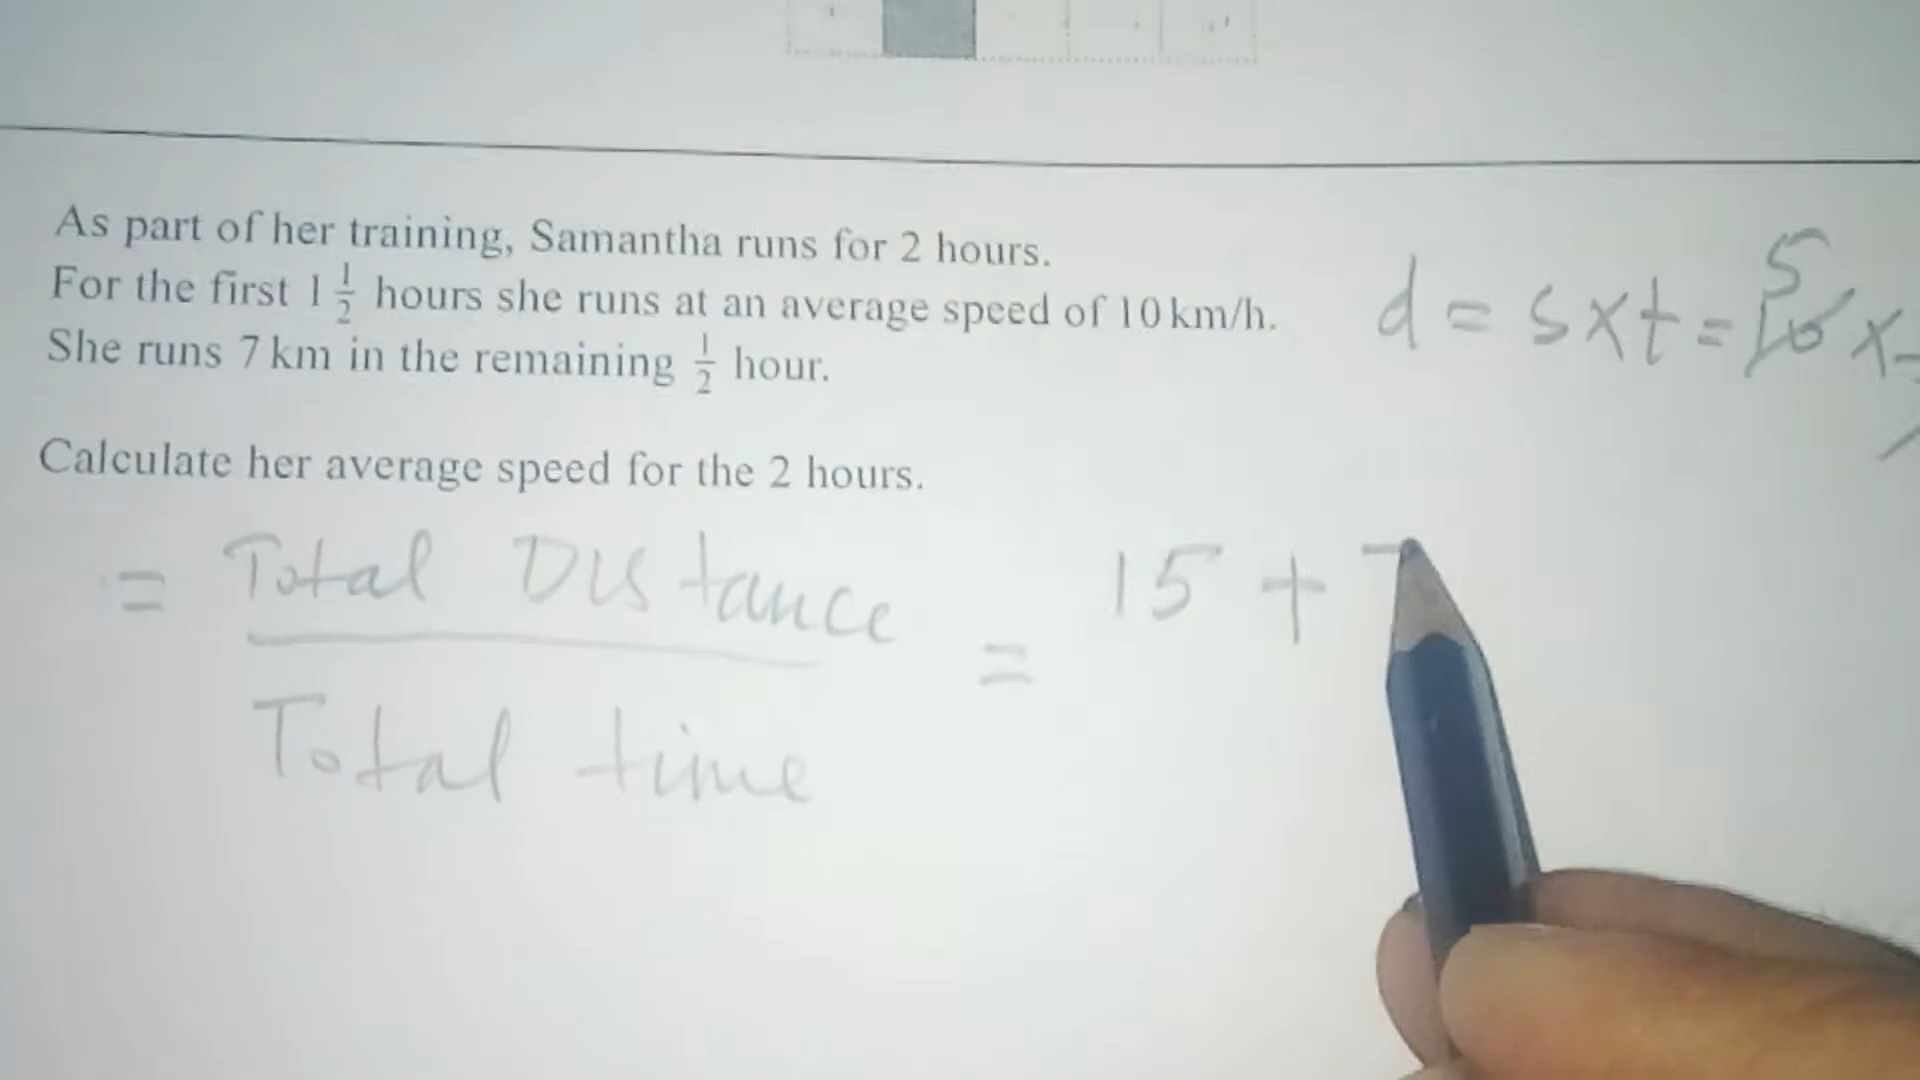 As part of her training, Samantha runs for 2 hours.
For the first 1 1/2 hours she runs at an average speed of 10 km/h.
She runs 7 km in the remaining 1/2 hour.
d = s x t = 10 x
5
Calculate her average speed for the 2 hours.
= Total Distance = 15 +
Total time